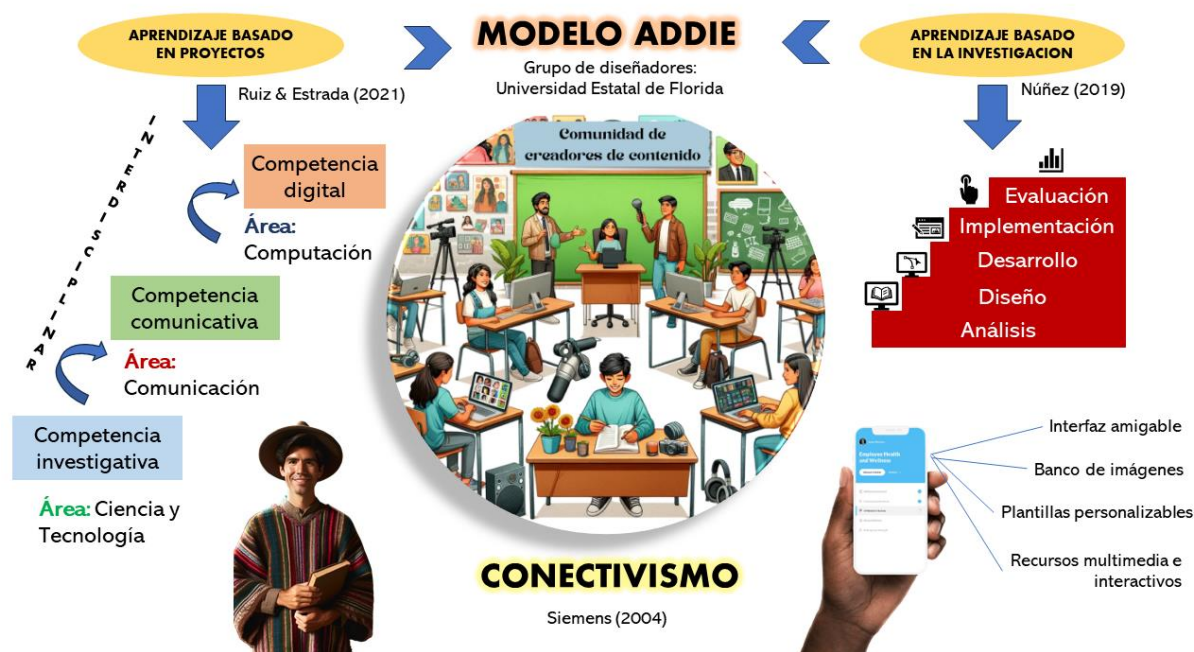 APRENDIZAJE BASADO
EN PROYECTOS
Ruiz & Estrada (2021)
INTERDISCIPLINAR
Competencia
digital
Área:
Computación
Competencia
comunicativa
Área:
Comunicación
Competencia
investigativa
Área: Ciencia y
Tecnología
MODELO ADDIE
Grupo de diseñadores:
Universidad Estatal de Florida
Comunidad de
creadores de contenido
CONECTIVISMO
Siemens (2004)
APRENDIZAJE BASADO
EN LA INVESTIGACION
Núñez (2019)
Evaluación
Implementación
Desarrollo
Diseño
Análisis
Employee Health
and Wellness
Interfaz amigable
Banco de imágenes
Plantillas personalizables
Recursos multimedia e
interactivos